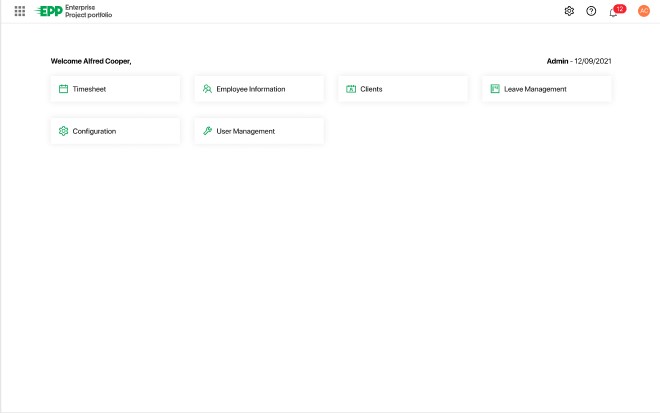 EPP Enterprise
Project portfolio
12
AC
Welcome Alfred Cooper,
Admin - 12/09/2021
Timesheet
Employee Information
Clients
Leave Management
Configuration
User Management